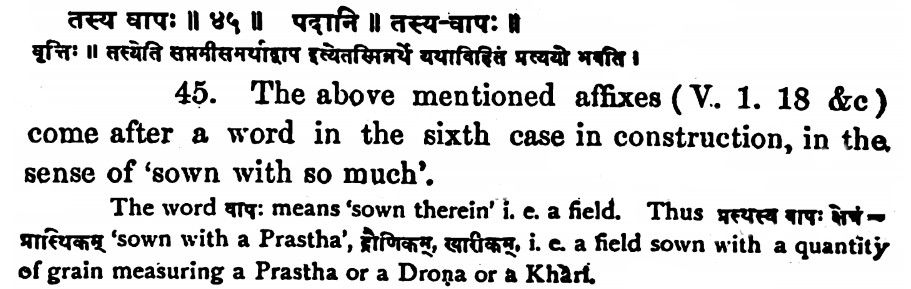 तस्य वापः ॥ ४५ ॥ पदानि ॥ तस्य-वापः ॥
वृत्तिः ॥ तस्येति सप्तमीसमर्याद्वाप इस्येतस्मिन्नर्थे यथाविहितं प्रत्ययो भवति ।
45. The above mentioned affixes ( V. 1. 18 &c)
come after a word in the sixth case in construction, in the
sense of 'sown with so much'.
The word वापः means 'sown therein' i. e. a field. Thus प्रस्थस्य वापः क्षेत्रं –
प्रास्थिकम् 'sown with a Prastha', द्रौणिकम्, खारीकम्, i. e. a field sown with a quantity
of grain measuring a Prastha or a Droṇa or a Khârî.